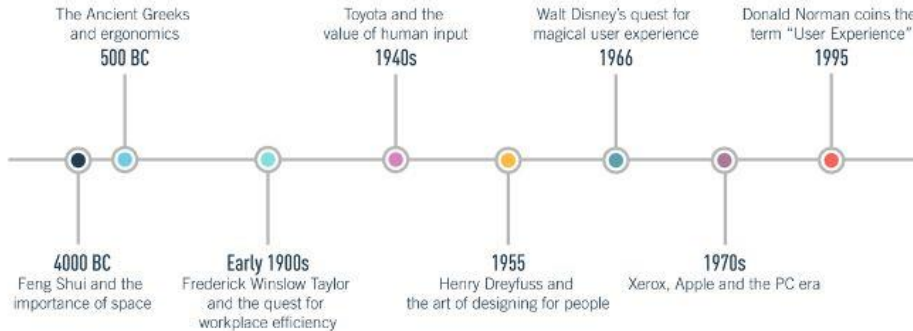 The Ancient Greeks
and ergonomics
500 BC
Toyota and the
value of human input
1940s
Walt Disney's quest for
magical user experience
1966
Donald Norman coins the
term “User Experience”
1995
4000 BC
Feng Shui and the
importance of space
Early 1900s
Frederick Winslow Taylor
and the quest for
workplace efficiency
1955
Henry Dreyfuss and
the art of designing for people
1970s
Xerox, Apple and the PC era